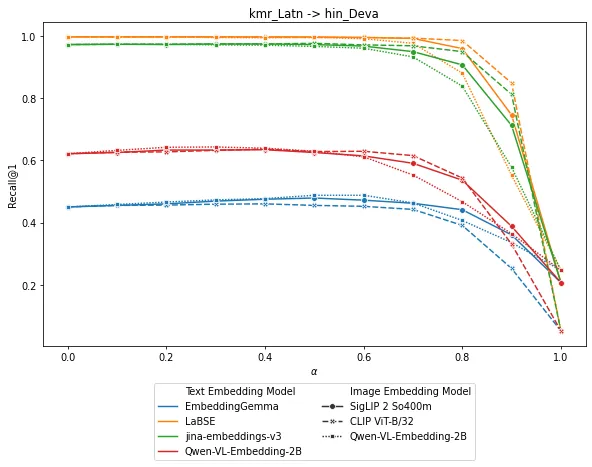 kmr_Latn -> hin_Deva
Recall@1
1.0
0.8
0.6
0.4
0.2
0.0 0.2 0.4 0.6 0.8 1.0
α
Text Embedding Model
EmbeddingGemma
LaBSE
jina-embeddings-v3
Qwen-VL-Embedding-2B
Image Embedding Model
SigLIP 2 So400m
CLIP ViT-B/32
Qwen-VL-Embedding-2B